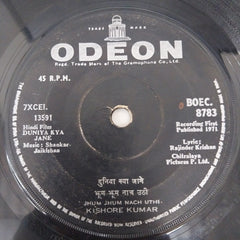 TRADE MARK
ODEON
Regd. Trade Mark of The Gramophone Co. Ltd.
45 R.P.M.
7XCEI.
13591
BOEC.
8783
Hindi Film
DUNIYA KYA
JANE
Music: Shankar-
Jaikishan
Recording First
Published 1971
Lyric:
Rajinder Krishan
Chitralaya
Pictures P. Ltd.
दुनिया क्या जाने
झूम झूम नाच उठी
JHUM JHUM NACH UTHI-
KISHORE KUMAR